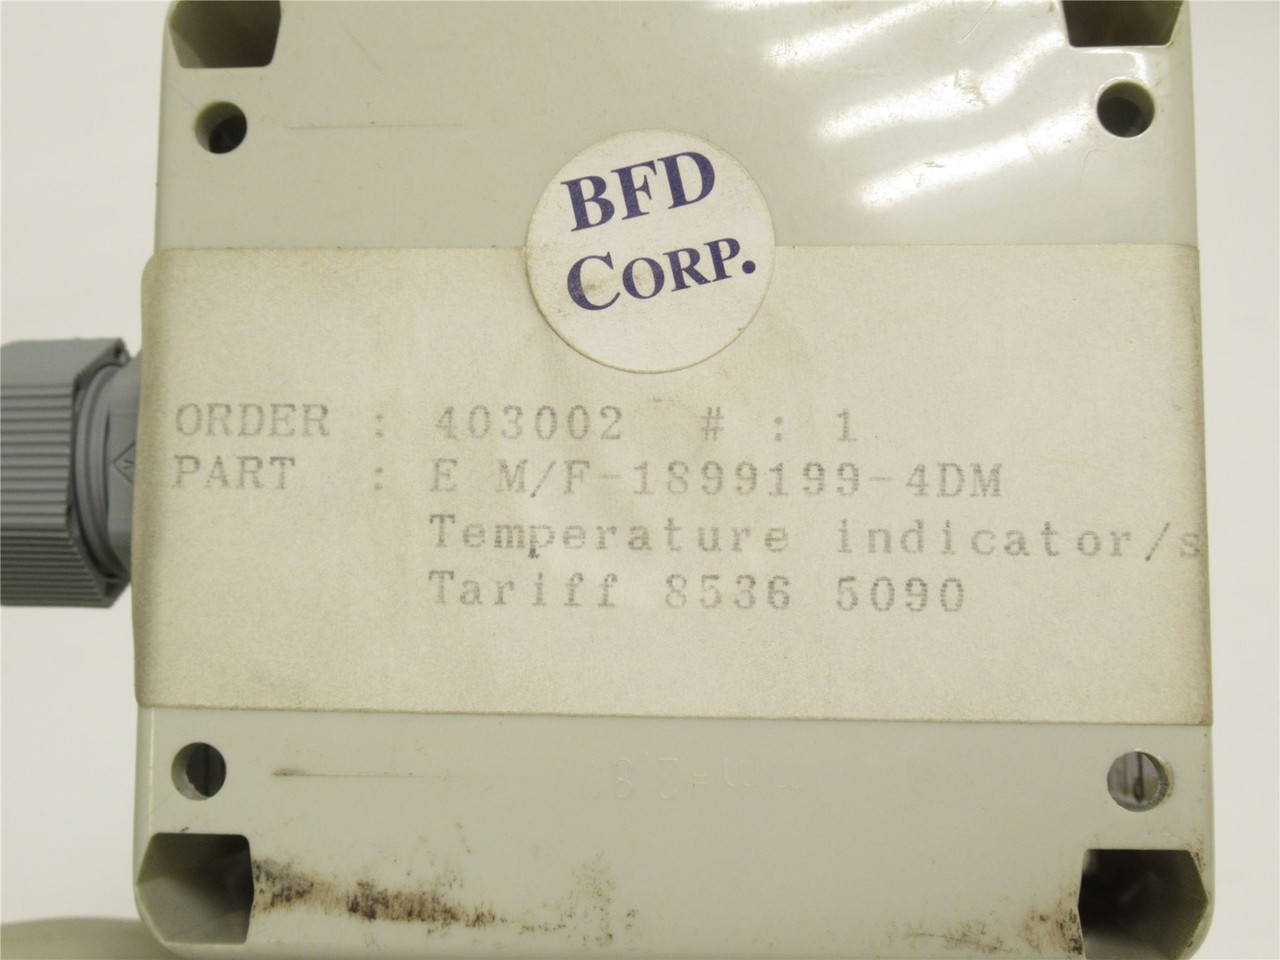 BFD
CORP.
ORDER : 403002 # : 1
PART : E M/F-1899199-4DM
Temperature indicator/s
Tariff 8536 5090